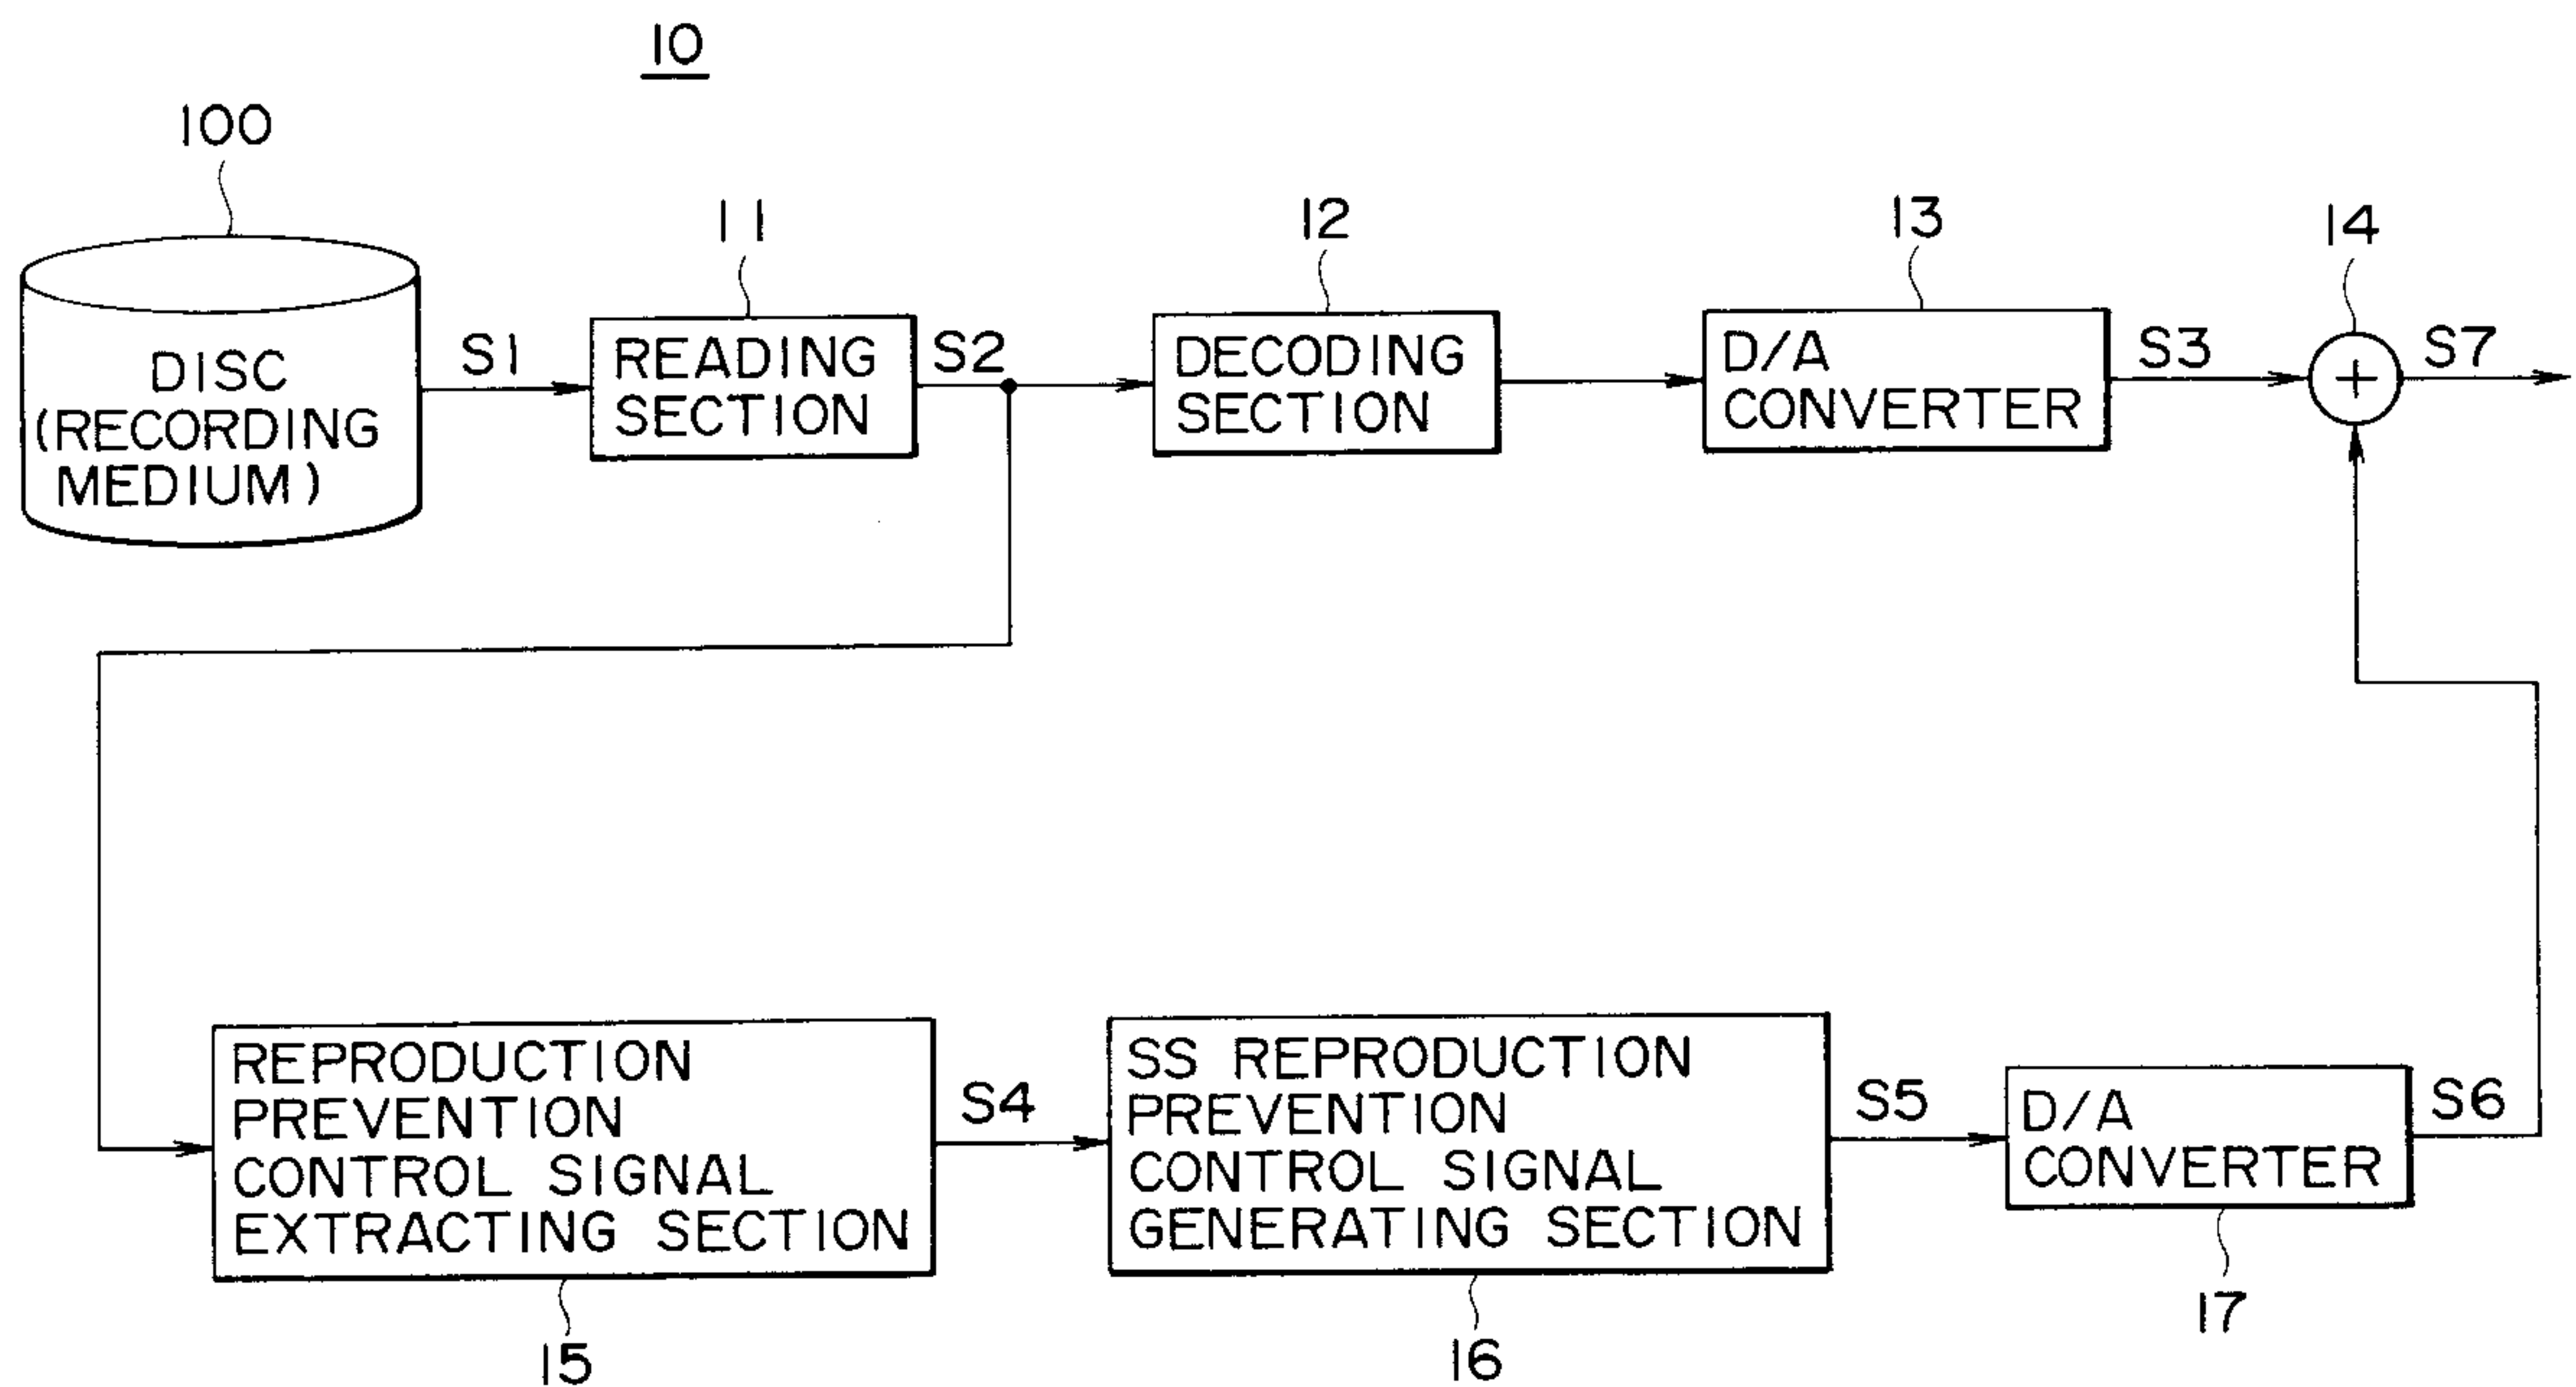 10
100
11
12
13
14
DISC
(RECORDING
MEDIUM)
S1
READING
SECTION
S2
DECODING
SECTION
D/A
CONVERTER
S3
+
S7
REPRODUCTION
PREVENTION
CONTROL SIGNAL
EXTRACTING SECTION
S4
SS REPRODUCTION
PREVENTION
CONTROL SIGNAL
GENERATING SECTION
S5
D/A
CONVERTER
S6
15
16
17